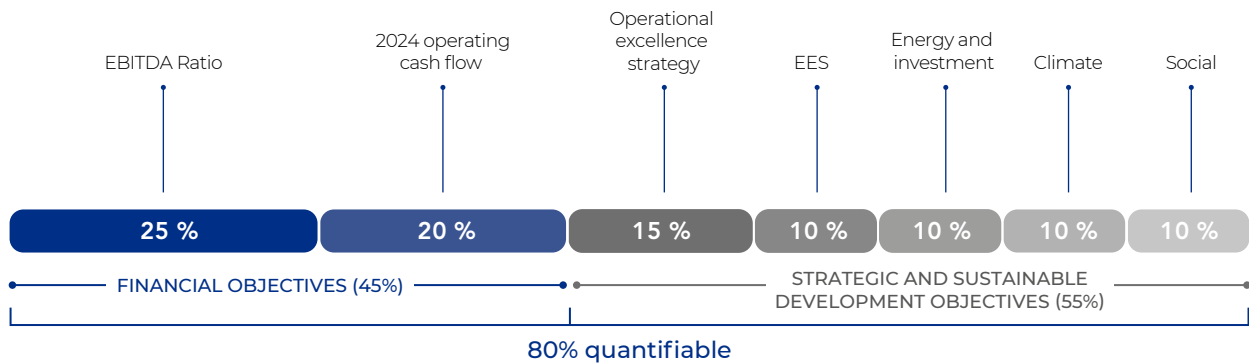 EBITDA Ratio
2024 operating
cash flow
Operational
excellence
strategy
EES
Energy and
investment
Climate
Social
25 %
20 %
15 %
10 %
10 %
10 %
10 %
FINANCIAL OBJECTIVES (45%)
STRATEGIC AND SUSTAINABLE
DEVELOPMENT OBJECTIVES (55%)
80% quantifiable